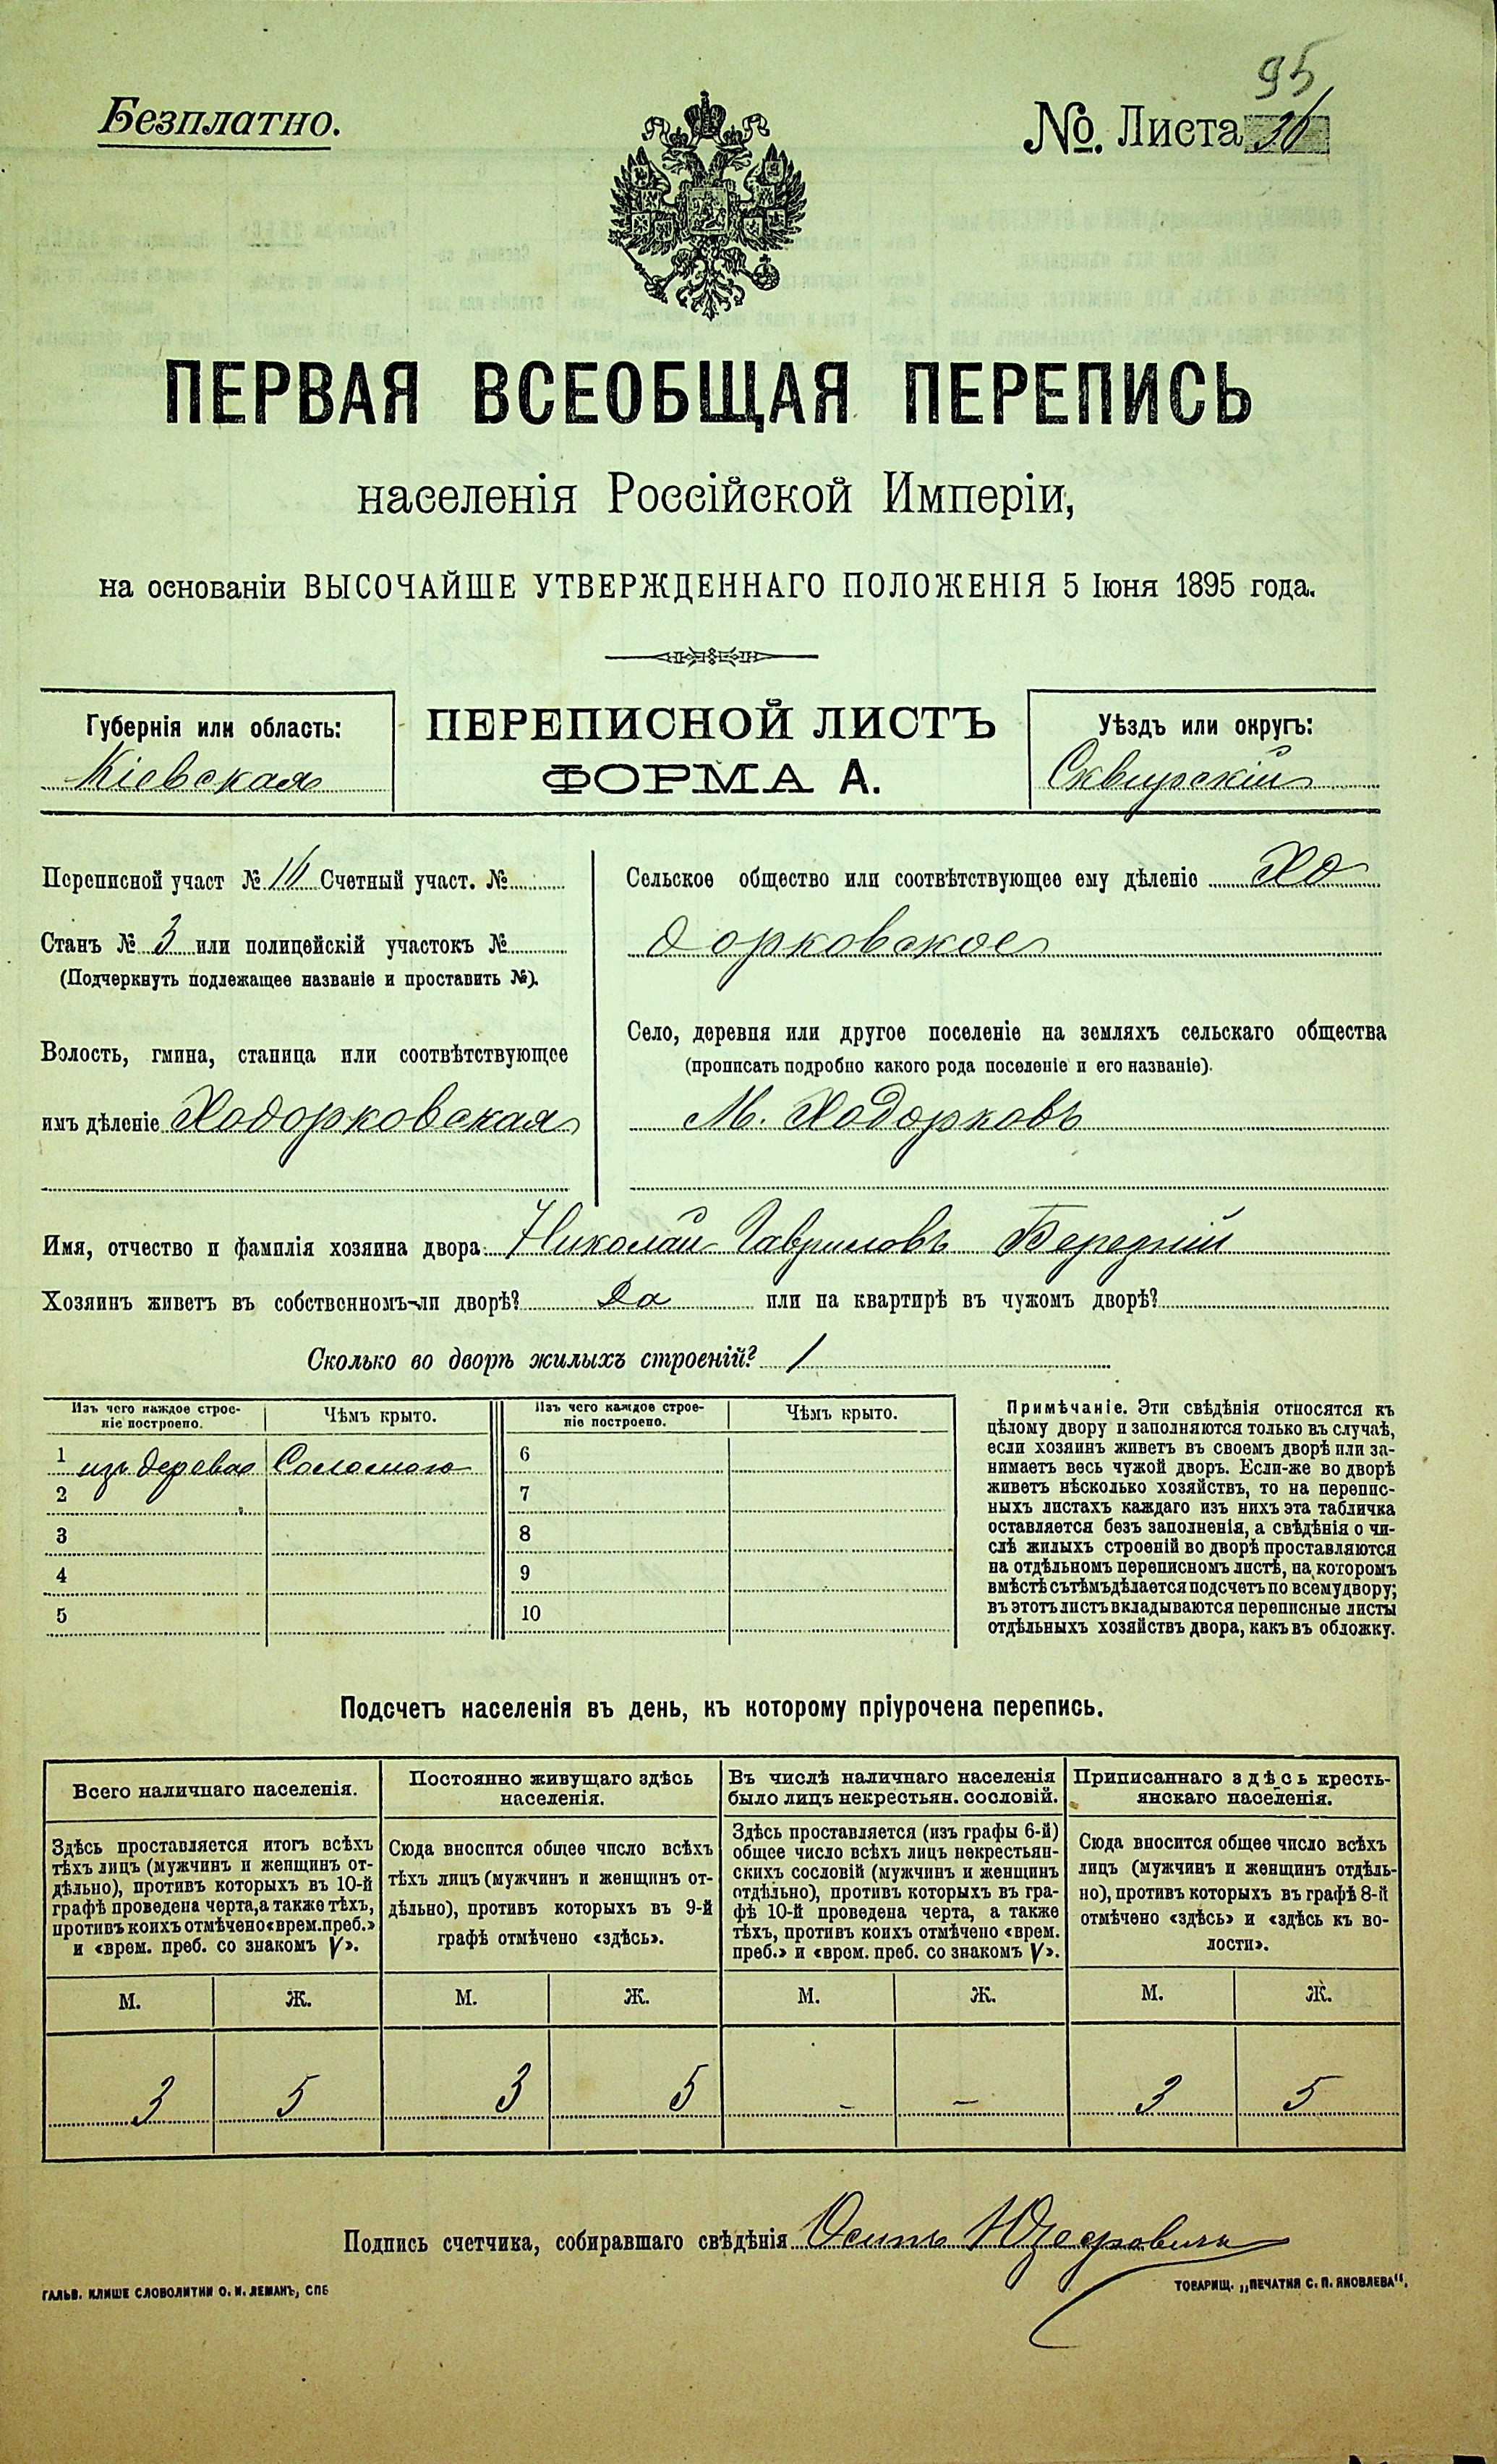 95
Безплатно.
№. Листа 36
ПЕРВАЯ ВСЕОБЩАЯ ПЕРЕПИСЬ
населенія Россійской Имперіи,
на основаніи ВЫСОЧАЙШЕ УТВЕРЖДЕННАГО ПОЛОЖЕНІЯ 5 Іюня 1895 года.
Губернія или область:
Кіевская
ПЕРЕПИСНОЙ ЛИСТЪ
ФОРМА А.
Уѣздъ или округъ:
Сквирскій
Переписной участ № Счетный участ. №
Станъ № 3 или полицейскій участокъ №
(Подчеркнуть подлежащее названіе и проставить №).
Волость, гмина, станица или соотвѣтствующее
имъ дѣленіе Ходорковская
Сельское общество или соотвѣтствующее ему дѣленіе Хо
дорковское
Село, деревня или другое поселеніе на земляхъ сельскаго общества
(прописать подробно какого рода поселеніе и его названіе).
М. Ходорковъ
Имя, отчество и фамилія хозяина двора Николай Гавриловъ
Хозяинъ живетъ въ собственномъ-ли дворѣ? Да или на квартирѣ въ чужомъ дворѣ?
Сколько во дворѣ жилыхъ строеній? 1
Изъ чего каждое строе-
ніе построено.
Чѣмъ крыто.
Изъ чего каждое строе-
ніе построено.
Чѣмъ крыто.
1 изъ дерева Соломою 6
2 7
3 8
4 9
5 10
Примѣчаніе. Эти свѣдѣнія относятся къ
цѣлому двору и заполняются только въ случаѣ,
если хозяинъ живетъ въ своемъ дворѣ или за-
нимаетъ весь чужой дворъ. Если-же во дворѣ
живетъ нѣсколько хозяйствъ, то на перепис-
ныхъ листахъ каждаго изъ нихъ эта табличка
оставляется безъ заполненія, а свѣдѣнія о чи-
слѣ жилыхъ строеній во дворѣ проставляются
на отдѣльномъ переписномъ листѣ, на которомъ
вмѣстѣ съ тѣмъ дѣлается подсчетъ по всему двору;
въ этотъ листъ вкладываются переписные листы
отдѣльныхъ хозяйствъ двора, какъ въ обложку.
Подсчетъ населенія въ день, къ которому пріурочена перепись.
Всего наличнаго населенія.
Здѣсь проставляется итогъ всѣхъ
тѣхъ лицъ (мужчинъ и женщинъ от-
дѣльно), противъ которыхъ въ 10-й
графѣ проведена черта, а также тѣхъ,
противъ коихъ отмѣчено «врем. преб.»
и «врем. преб. со знакомъ V».
Постоянно живущаго здѣсь
населенія.
Сюда вносится общее число всѣхъ
тѣхъ лицъ (мужчинъ и женщинъ от-
дѣльно), противъ которыхъ въ 9-й
графѣ отмѣчено «здѣсь».
Въ числѣ наличнаго населенія
было лицъ некрестьян. сословій.
Здѣсь проставляется (изъ графы 6-й)
общее число всѣхъ лицъ некрестьян-
скихъ сословій (мужчинъ и женщинъ
отдѣльно), противъ которыхъ въ гра-
фѣ 10-й проведена черта, а также
тѣхъ, противъ коихъ отмѣчено «врем.
преб.» и «врем. преб. со знакомъ V».
Приписаннаго здѣсь кресть-
янскаго населенія.
Сюда вносится общее число всѣхъ
лицъ (мужчинъ и женщинъ отдѣль-
но), противъ которыхъ въ графѣ 8-й
отмѣчено «здѣсь» и «здѣсь къ во-
лости».
М. Ж. М. Ж. М. Ж. М. Ж.
3 5 3 5 - - 3 5
Подпись счетчика, собиравшаго свѣдѣнія Осипъ
ГАЛЬВ. КЛИШЕ СЛОВОЛИТНИ О. И. ЛЕМАНЪ, СПБ
ТОВАРИЩ. „ПЕЧАТНЯ С. П. ЯКОВЛЕВА“.